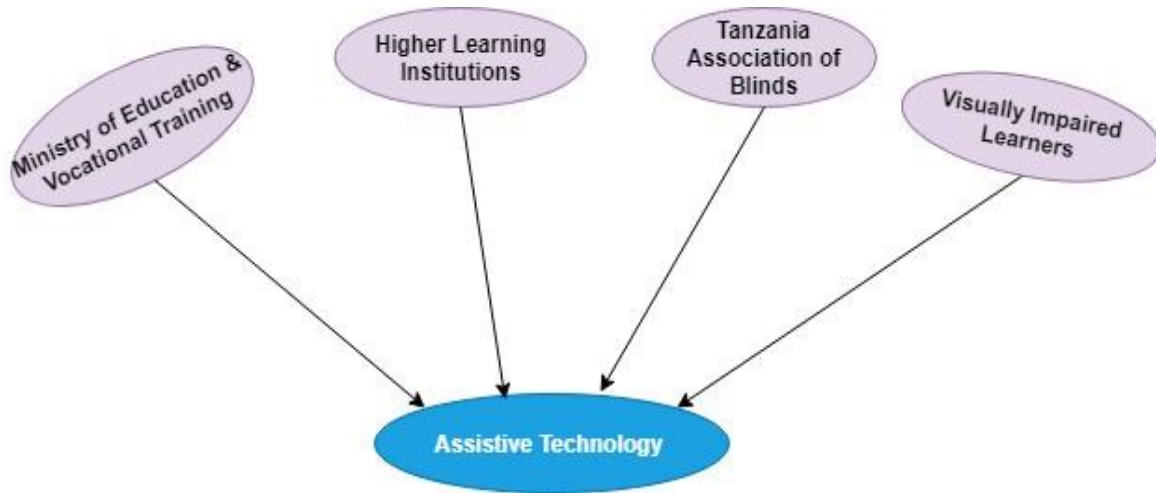 Ministry of Education &
Vocational Training
Higher Learning
Institutions
Tanzania
Association of
Blinds
Visually Impaired
Learners
Assistive Technology